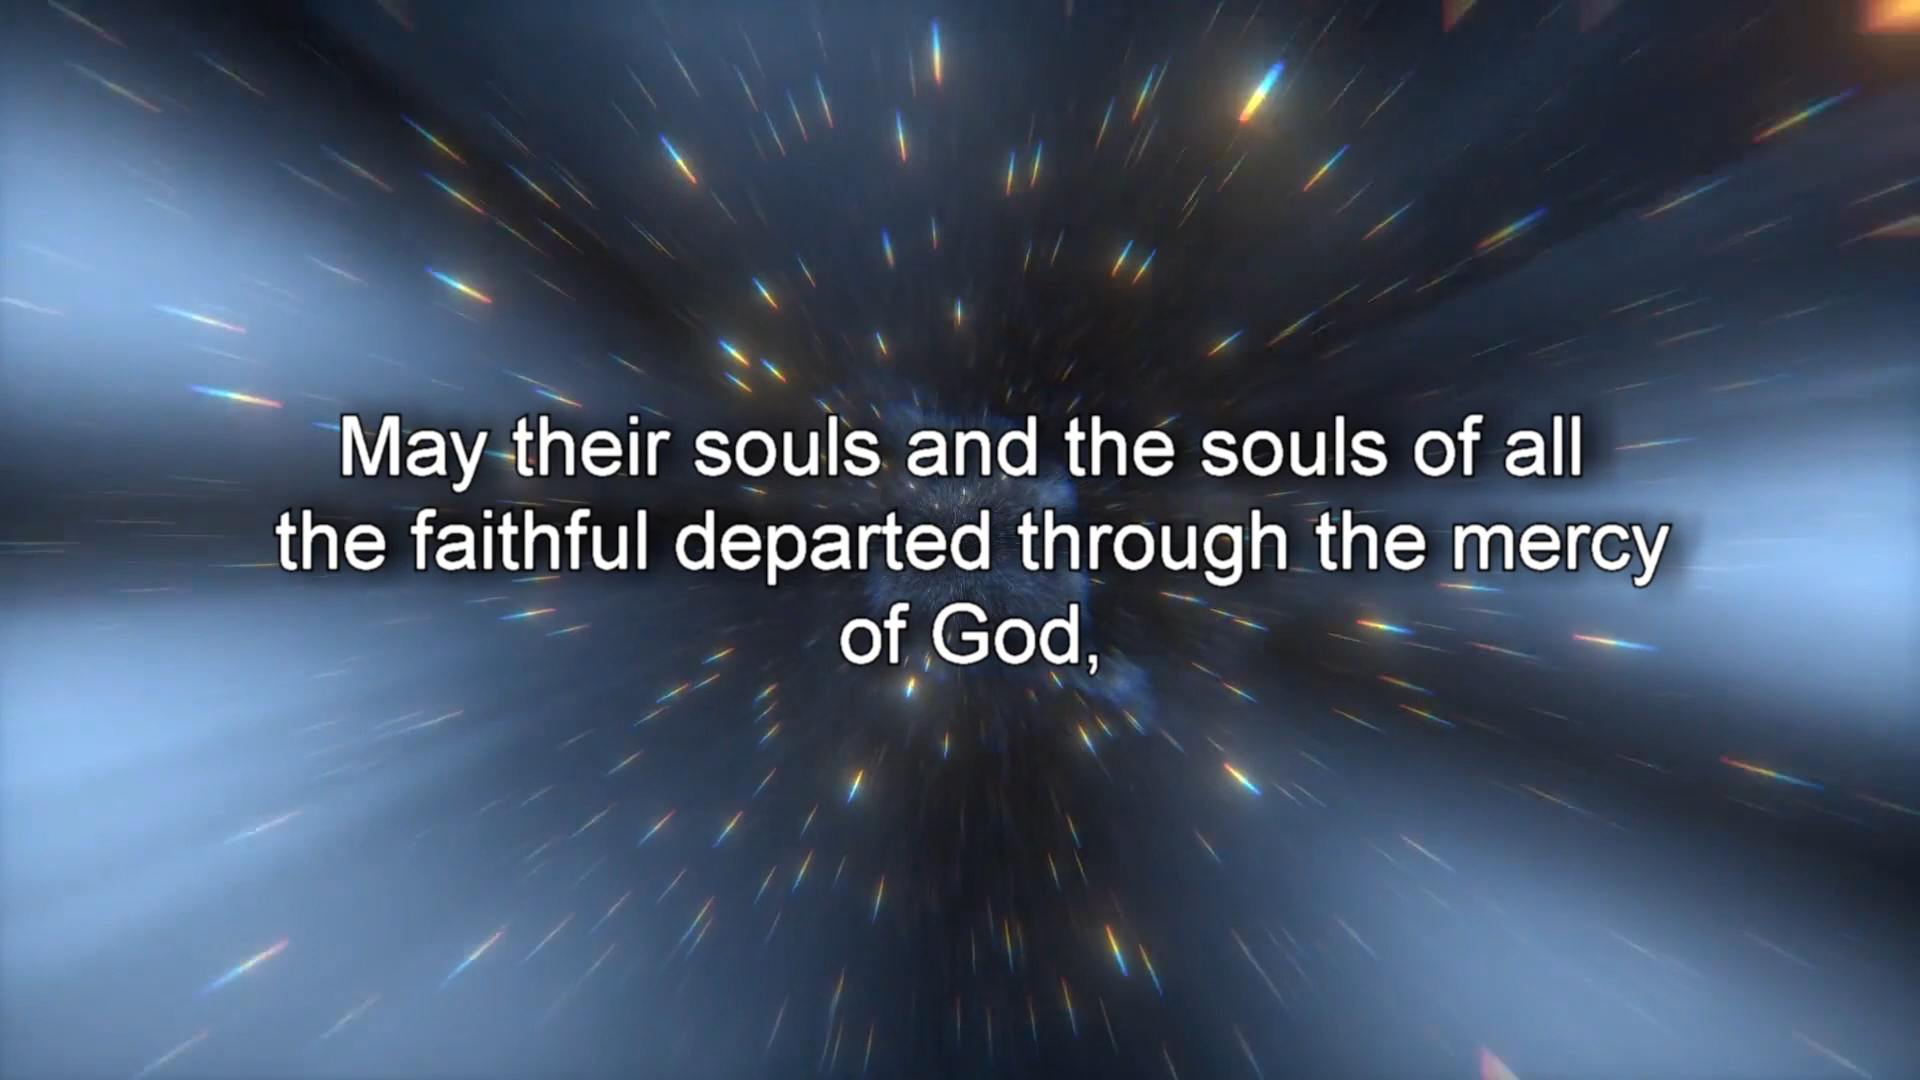 May their souls and the souls of all
the faithful departed through the mercy
of God,